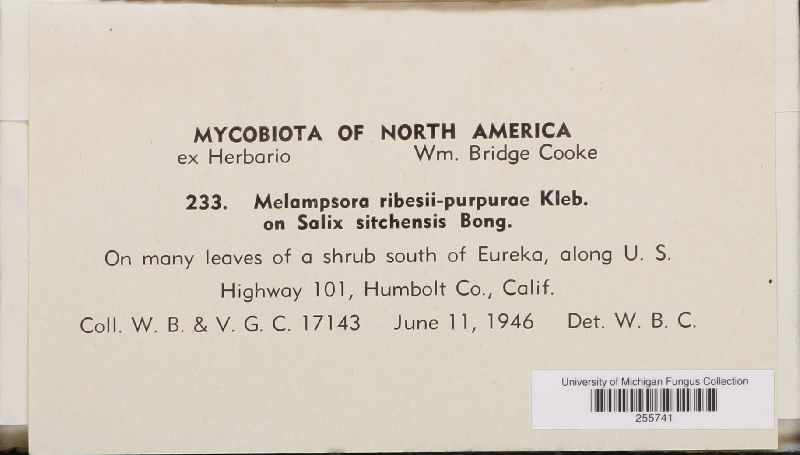 MYCOBIOTA OF NORTH AMERICA
ex Herbario Wm. Bridge Cooke
233. Melampsora ribesii-purpurae Kleb.
on Salix sitchensis Bong.
On many leaves of a shrub south of Eureka, along U. S.
Highway 101, Humbolt Co., Calif.
Coll. W. B. & V. G. C. 17143 June 11, 1946 Det. W. B. C.
University of Michigan Fungus Collection
255741